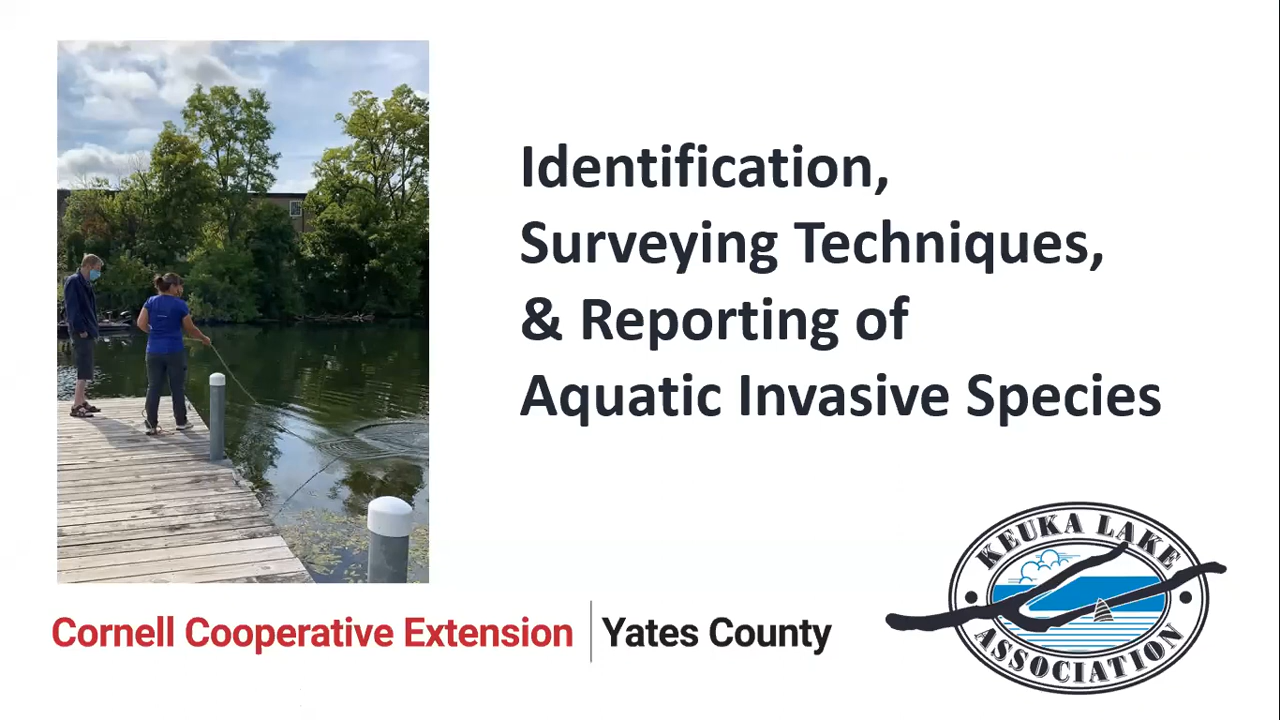 Identification,
Surveying Techniques,
& Reporting of
Aquatic Invasive Species
Cornell Cooperative Extension | Yates County
KEUKA LAKE
ASSOCIATION